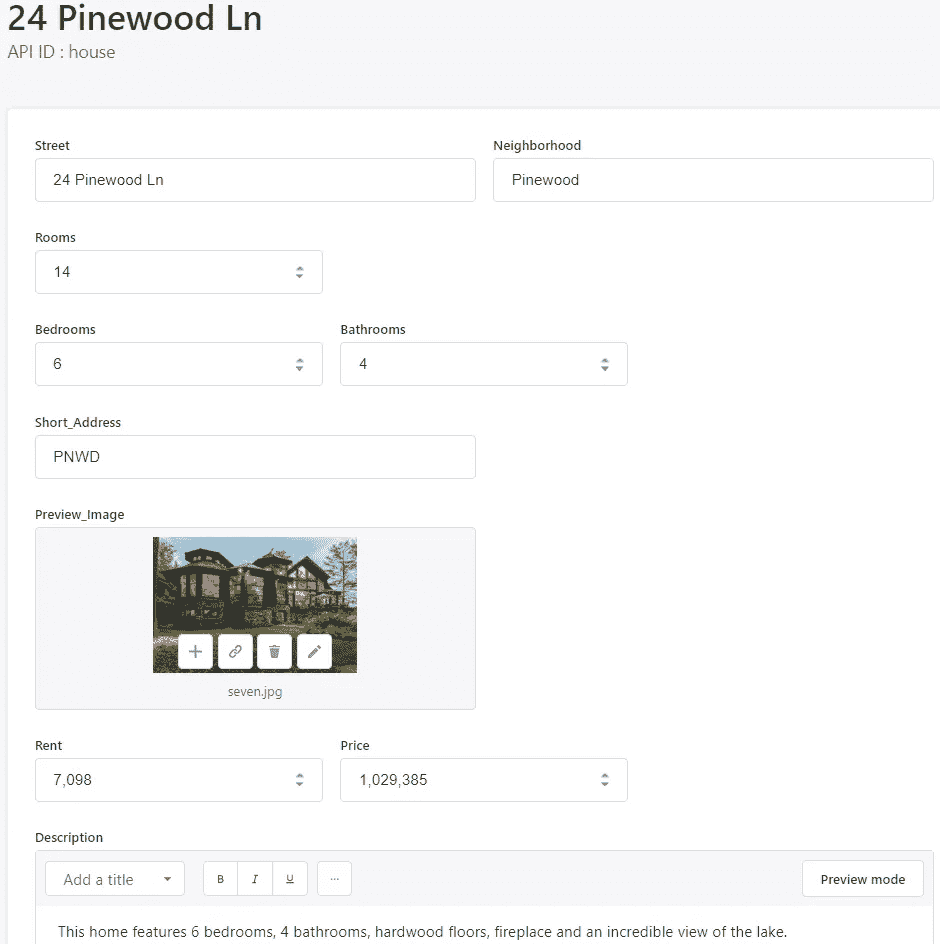 24 Pinewood Ln
API ID : house
Street
Neighborhood
24 Pinewood Ln
Pinewood
Rooms
14
Bedrooms
Bathrooms
6
4
Short_Address
PNWD
Preview_Image
seven.jpg
Rent
Price
7,098
1,029,385
Description
Add a title
B
I
U
...
Preview mode
This home features 6 bedrooms, 4 bathrooms, hardwood floors, fireplace and an incredible view of the lake.